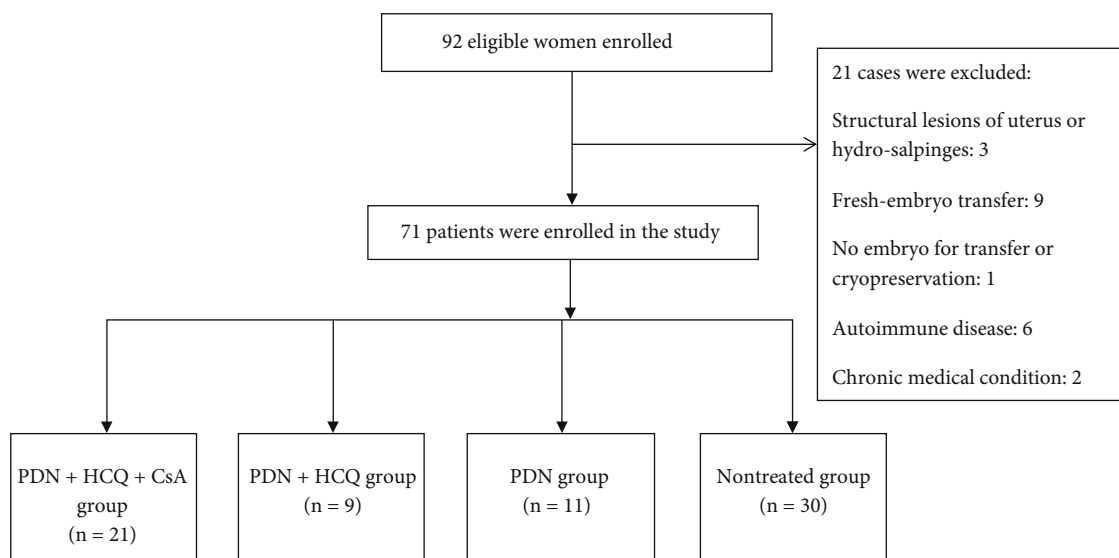 92 eligible women enrolled
21 cases were excluded:
Structural lesions of uterus or
hydro-salpinges: 3
Fresh-embryo transfer: 9
No embryo for transfer or
cryopreservation: 1
Autoimmune disease: 6
Chronic medical condition: 2
71 patients were enrolled in the study
PDN + HCQ + CsA
group
(n = 21)
PDN + HCQ group
(n = 9)
PDN group
(n = 11)
Nontreated group
(n = 30)